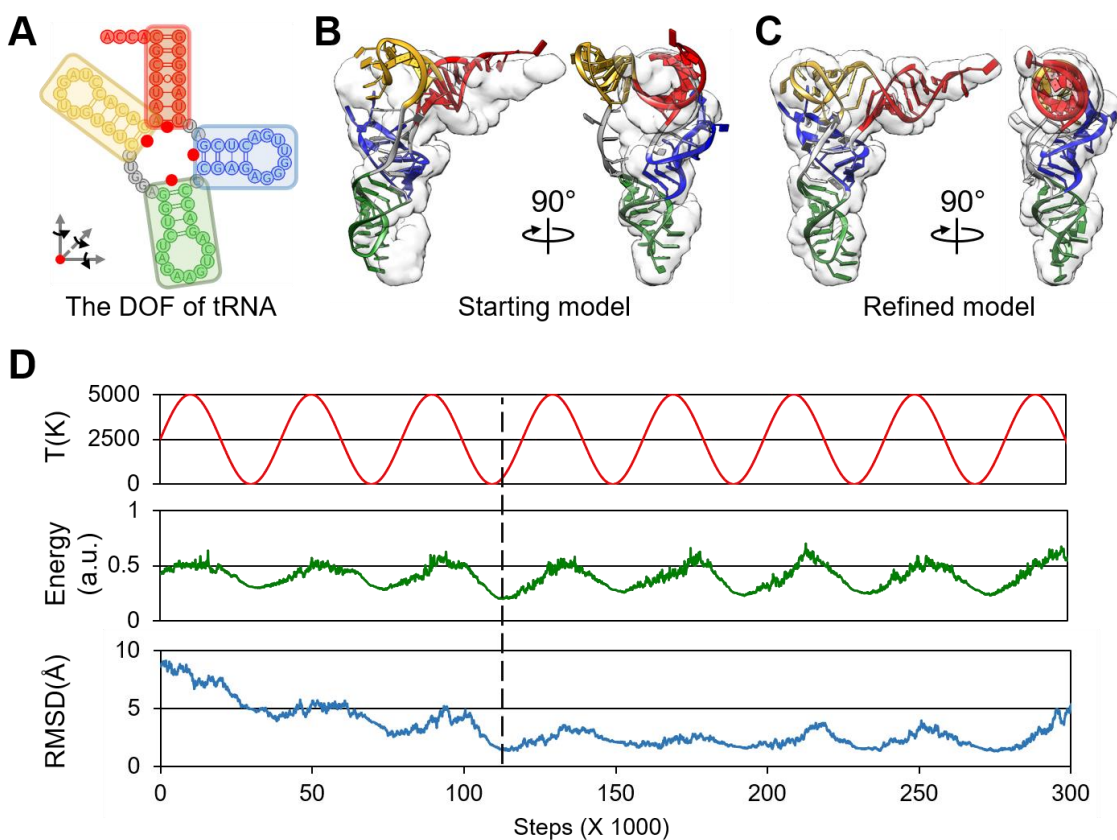 A
B
C
A C C A
90°
90°
The DOF of tRNA
Starting model
Refined model
D
T(K)
5000
2500
0
Energy
(a.u.)
1
0.5
0
RMSD(Å)
10
5
0
0 50 100 150 200 250 300
Steps (X 1000)